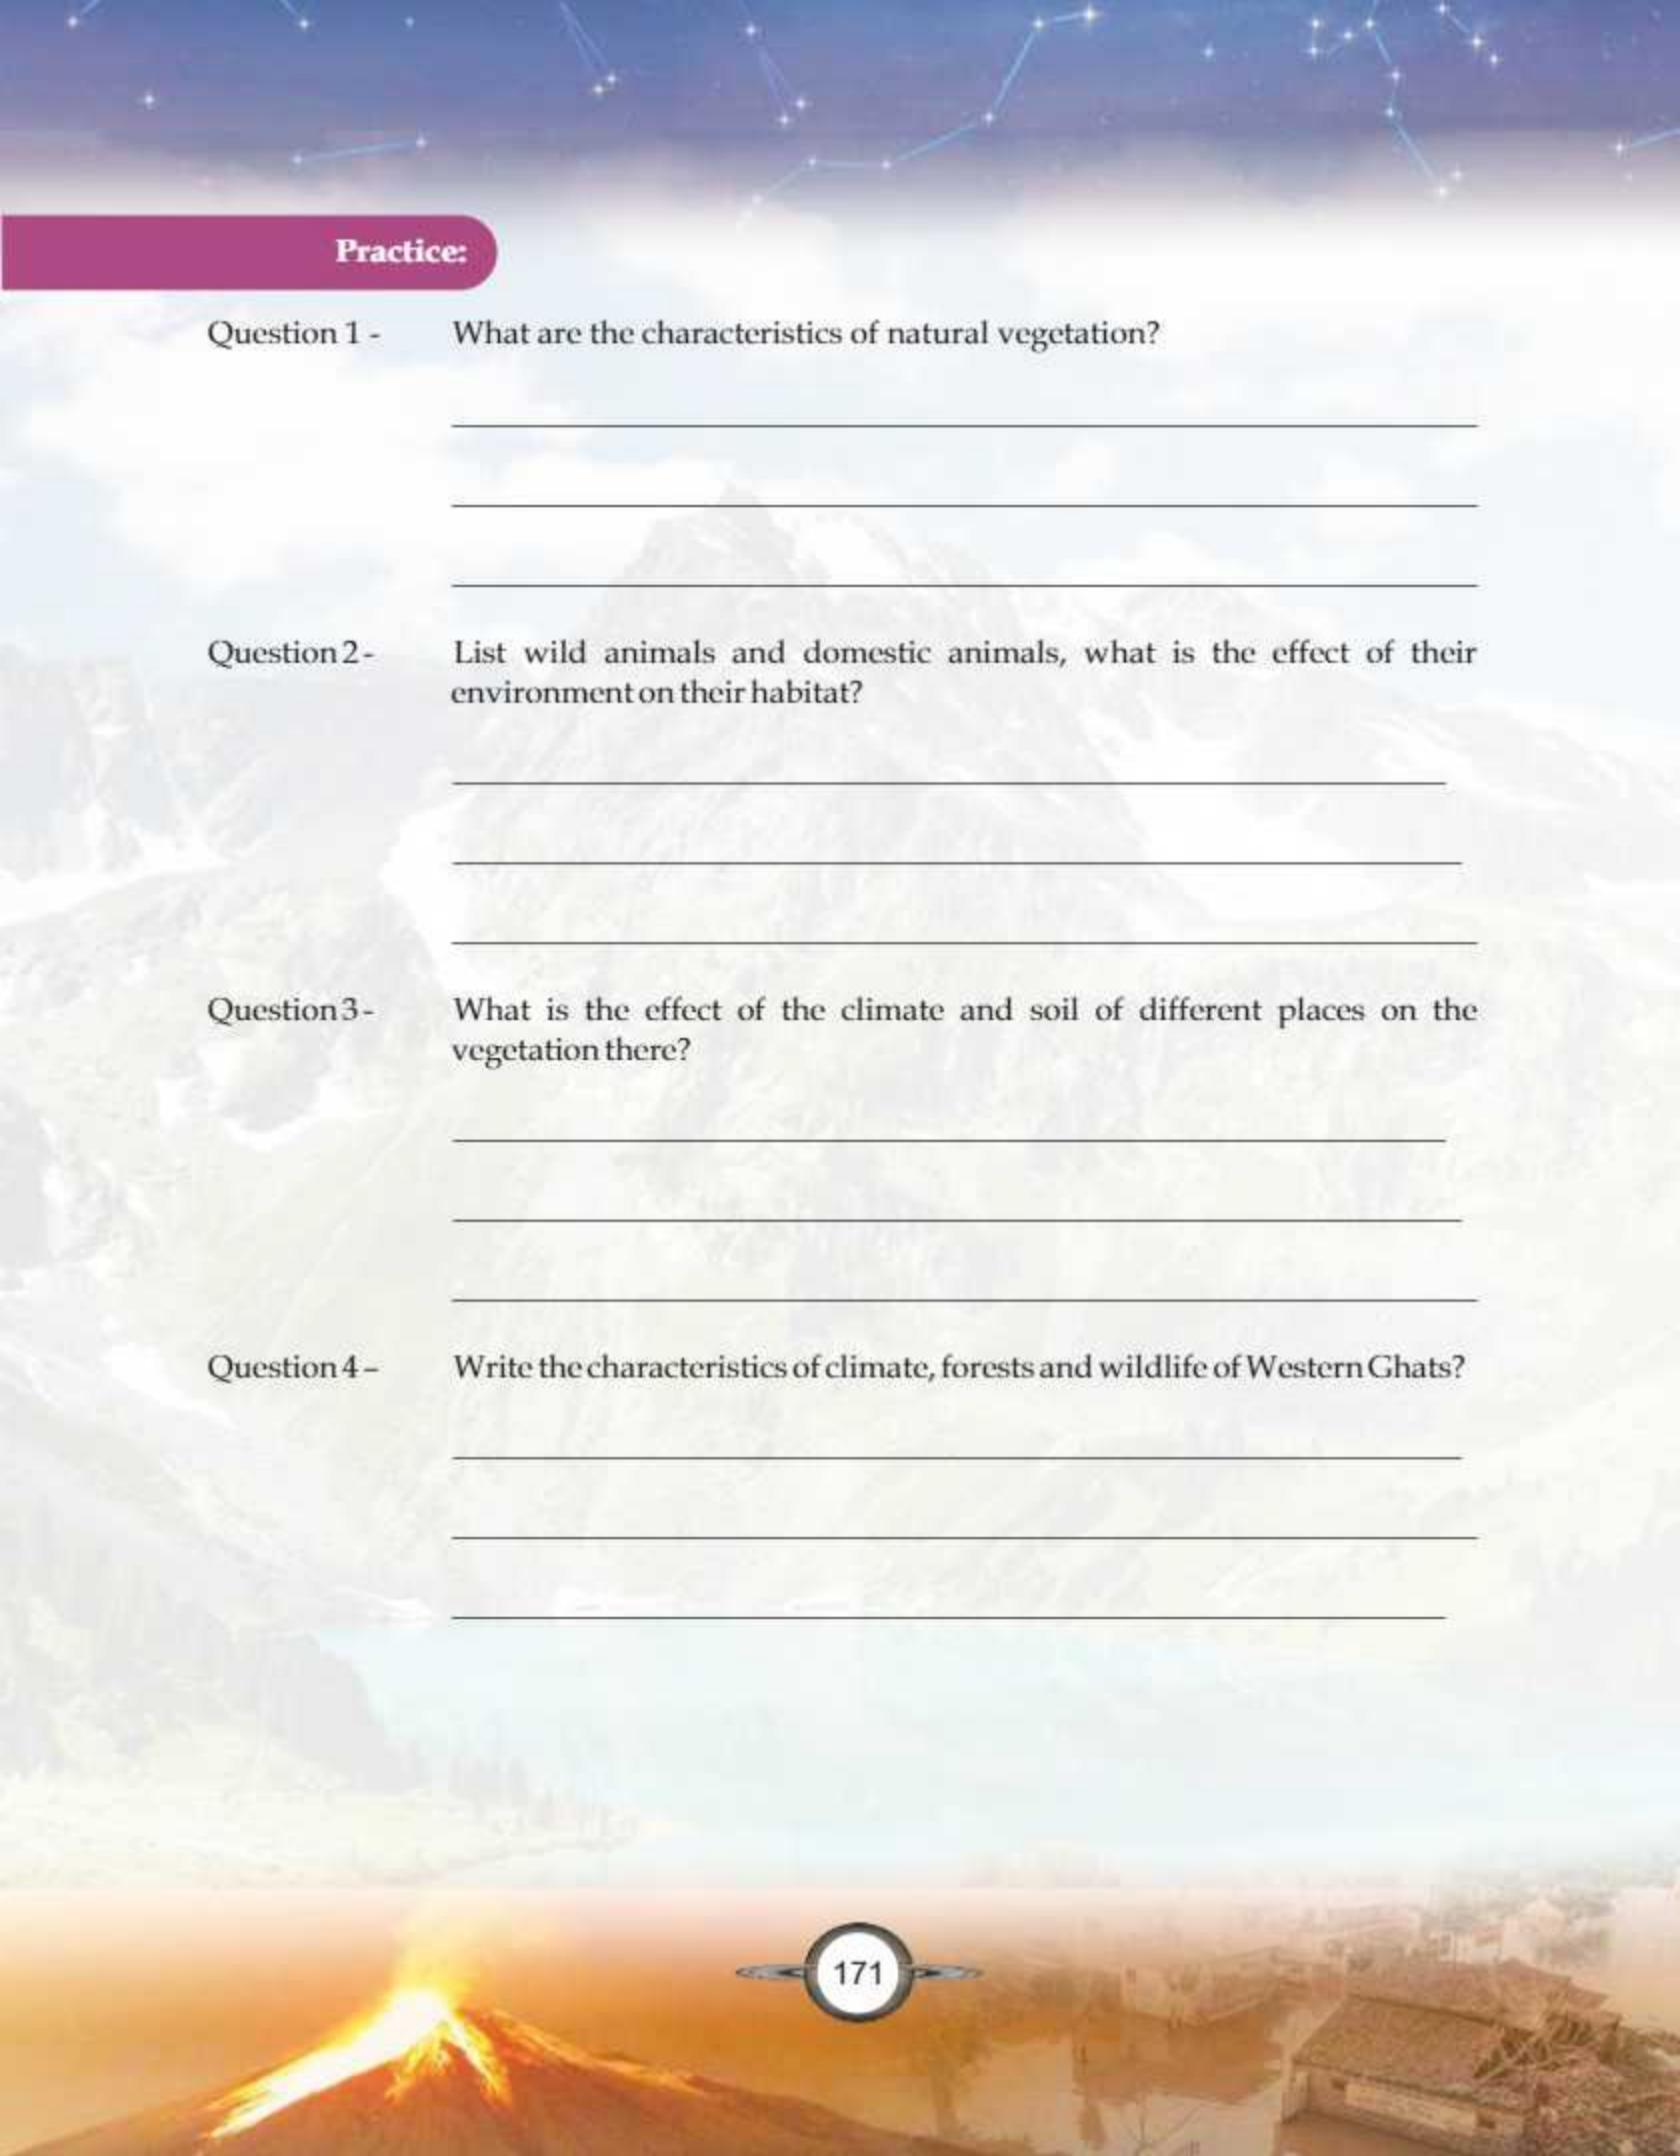 Practice:
Question 1 - What are the characteristics of natural vegetation?
Question 2 - List wild animals and domestic animals, what is the effect of their
environment on their habitat?
Question 3 - What is the effect of the climate and soil of different places on the
vegetation there?
Question 4 – Write the characteristics of climate, forests and wildlife of Western Ghats?
171